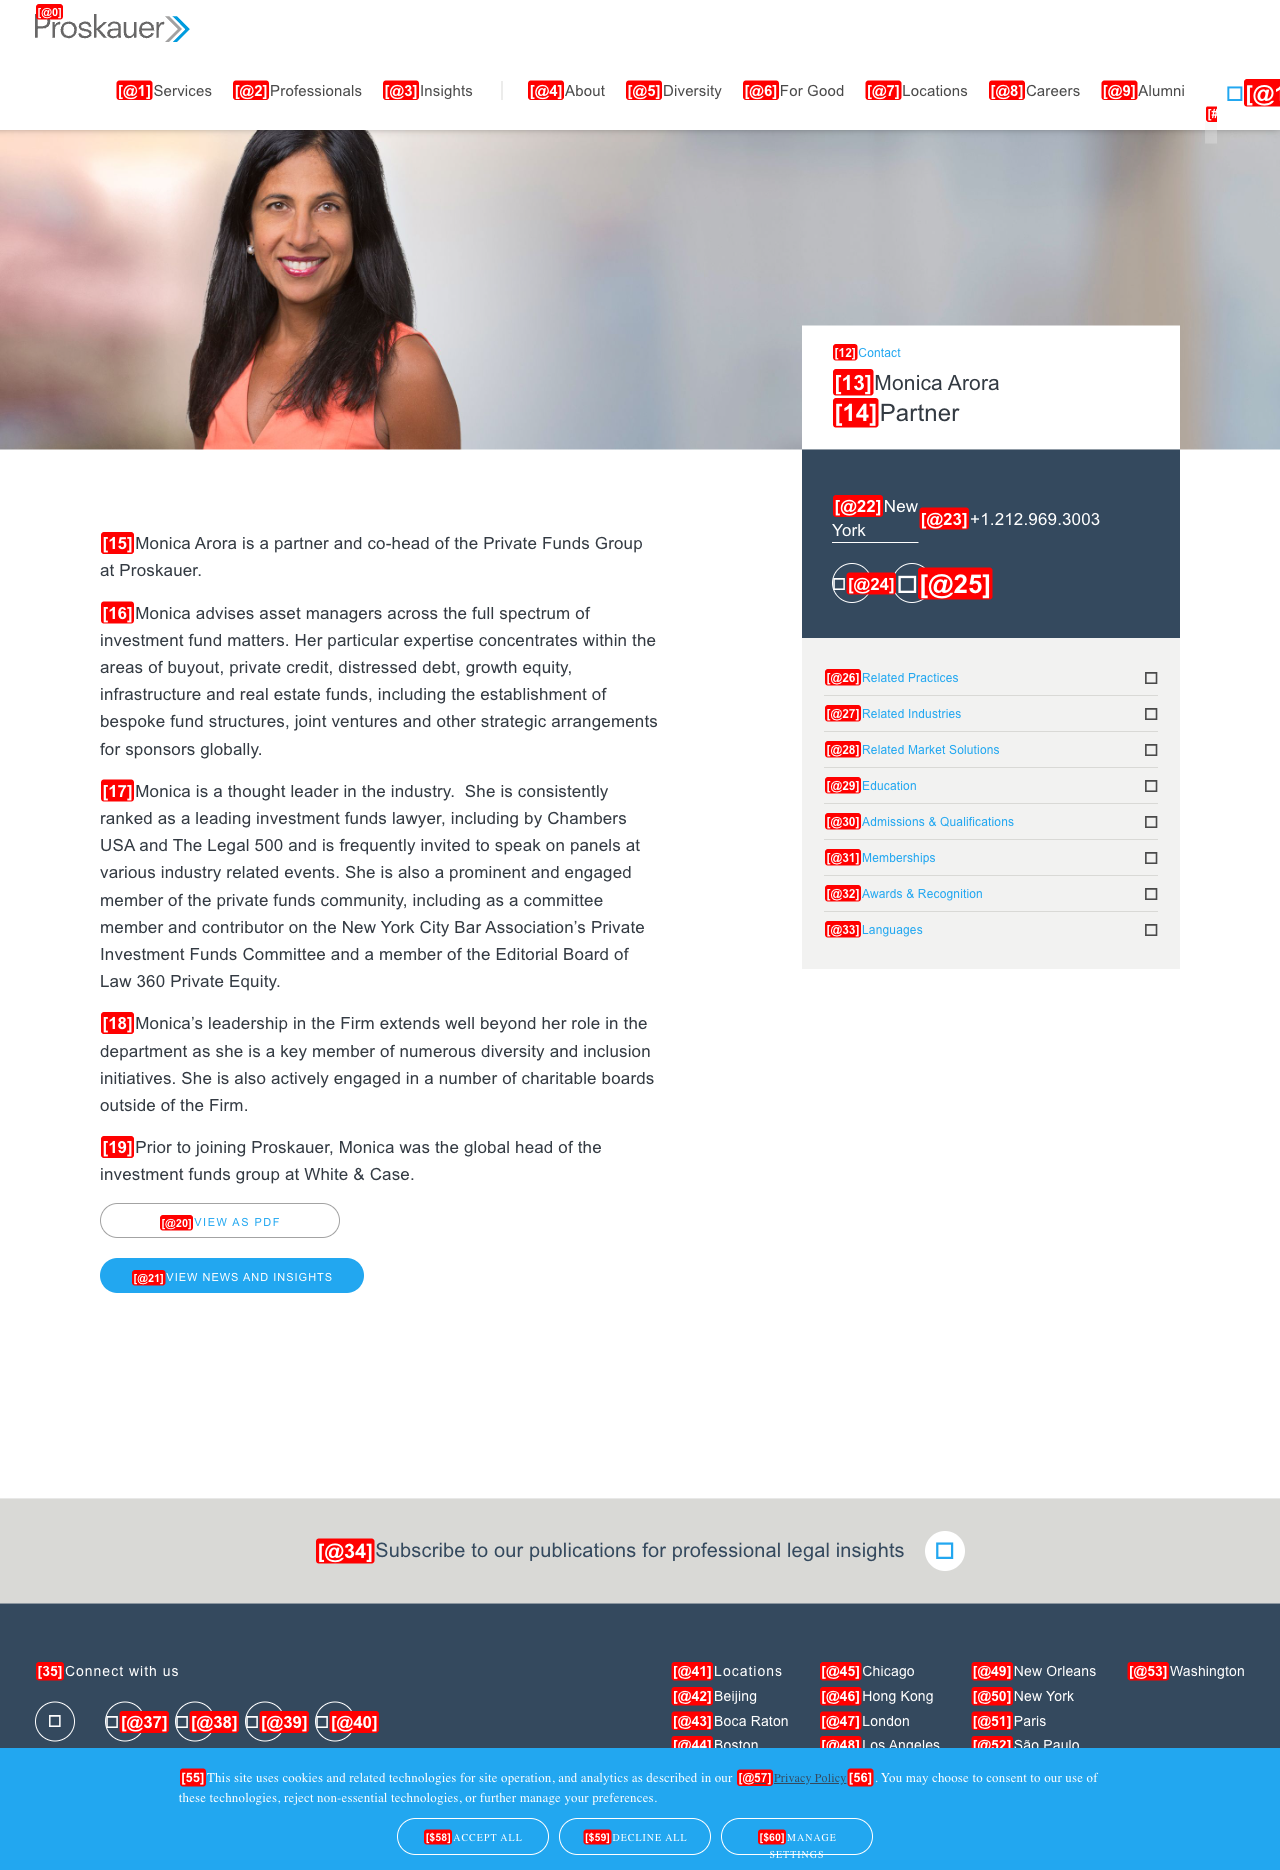 [@0]
Proskauer
[@1]Services [@2]Professionals [@3]Insights [@4]About [@5]Diversity [@6]For Good [@7]Locations [@8]Careers [@9]Alumni
[12]Contact
[13]Monica Arora
[14]Partner
[@22]New York
[@23]+1.212.969.3003
[@24] [@25]
[15]Monica Arora is a partner and co-head of the Private Funds Group
at Proskauer.
[16]Monica advises asset managers across the full spectrum of
investment fund matters. Her particular expertise concentrates within the
areas of buyout, private credit, distressed debt, growth equity,
infrastructure and real estate funds, including the establishment of
bespoke fund structures, joint ventures and other strategic arrangements
for sponsors globally.
[17]Monica is a thought leader in the industry.  She is consistently
ranked as a leading investment funds lawyer, including by Chambers
USA and The Legal 500 and is frequently invited to speak on panels at
various industry related events. She is also a prominent and engaged
member of the private funds community, including as a committee
member and contributor on the New York City Bar Association’s Private
Investment Funds Committee and a member of the Editorial Board of
Law 360 Private Equity.
[18]Monica’s leadership in the Firm extends well beyond her role in the
department as she is a key member of numerous diversity and inclusion
initiatives. She is also actively engaged in a number of charitable boards
outside of the Firm.
[19]Prior to joining Proskauer, Monica was the global head of the
investment funds group at White & Case.
[@20]VIEW AS PDF
[@21]VIEW NEWS AND INSIGHTS
[@26]Related Practices
[@27]Related Industries
[@28]Related Market Solutions
[@29]Education
[@30]Admissions & Qualifications
[@31]Memberships
[@32]Awards & Recognition
[@33]Languages
[@34]Subscribe to our publications for professional legal insights
[35]Connect with us
[@37] [@38] [@39] [@40]
[@41]Locations
[@42]Beijing
[@43]Boca Raton
[@44]Boston
[@45]Chicago
[@46]Hong Kong
[@47]London
[@48]Los Angeles
[@49]New Orleans
[@50]New York
[@51]Paris
[@52]São Paulo
[@53]Washington
[55]This site uses cookies and related technologies for site operation, and analytics as described in our [@57]Privacy Policy[56]. You may choose to consent to our use of
these technologies, reject non-essential technologies, or further manage your preferences.
[$58]ACCEPT ALL
[$59]DECLINE ALL
[$60]MANAGE
SETTINGS